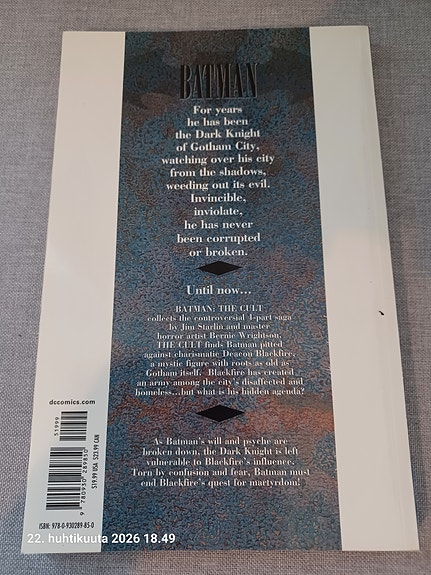 BATMAN
For years
he has been
the Dark Knight
of Gotham City,
watching over his city
from the shadows,
weeding out its evil.
Invincible,
inviolate,
he has never
been corrupted
or broken.
Until now...
BATMAN: THE CULT
collects the controversial 4-part saga
by Jim Starlin and master
horror artist Bernie Wrightson.
THE CULT finds Batman pitted
against charismatic Deacon Blackfire,
a mystic figure with roots as old as
Gotham itself. Blackfire has created
an army among the city's disaffected and
homeless...but what is his hidden agenda?
As Batman's will and psyche are
broken down, the Dark Knight is left
vulnerable to Blackfire's influence.
Torn by confusion and fear, Batman must
end Blackfire's quest for martyrdom!
dccomics.com
51999
9 780930 289850
$19.99 USA $23.99 CAN
ISBN: 978-0-930289-85-0
22. huhtikuuta 2026 18.49